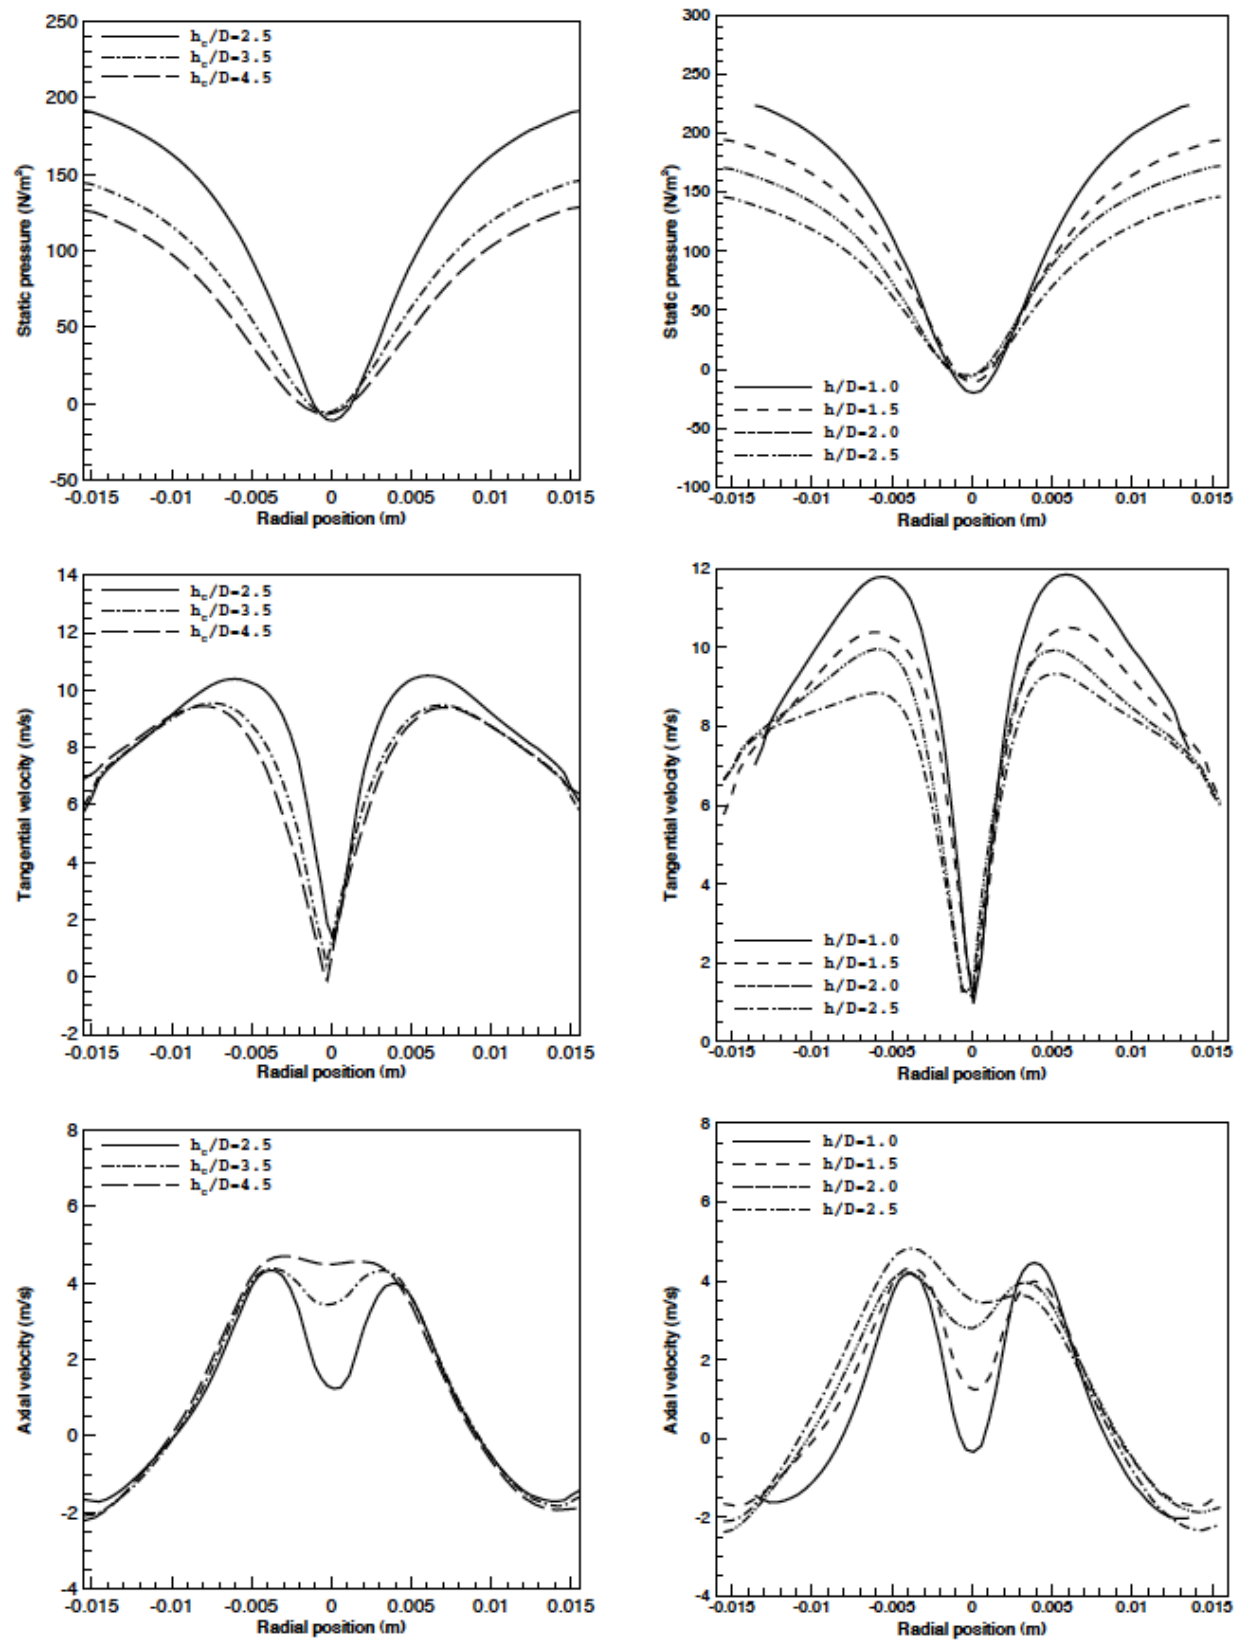 250
200
150
100
50
0
-50
Static pressure (N/m²)
h_c/D=2.5
h_c/D=3.5
h_c/D=4.5
-0.015 -0.01 -0.005 0 0.005 0.01 0.015
Radial position (m)
300
250
200
150
100
50
0
-50
-100
Static pressure (N/m²)
h/D=1.0
h/D=1.5
h/D=2.0
h/D=2.5
-0.015 -0.01 -0.005 0 0.005 0.01 0.015
Radial position (m)
14
12
10
8
6
4
2
0
-2
Tangential velocity (m/s)
h_c/D=2.5
h_c/D=3.5
h_c/D=4.5
-0.015 -0.01 -0.005 0 0.005 0.01 0.015
Radial position (m)
12
10
8
6
4
2
0
Tangential velocity (m/s)
h/D=1.0
h/D=1.5
h/D=2.0
h/D=2.5
-0.015 -0.01 -0.005 0 0.005 0.01 0.015
Radial position (m)
8
6
4
2
0
-2
-4
Axial velocity (m/s)
h_c/D=2.5
h_c/D=3.5
h_c/D=4.5
-0.015 -0.01 -0.005 0 0.005 0.01 0.015
Radial position (m)
8
6
4
2
0
-2
-4
Axial velocity (m/s)
h/D=1.0
h/D=1.5
h/D=2.0
h/D=2.5
-0.015 -0.01 -0.005 0 0.005 0.01 0.015
Radial position (m)